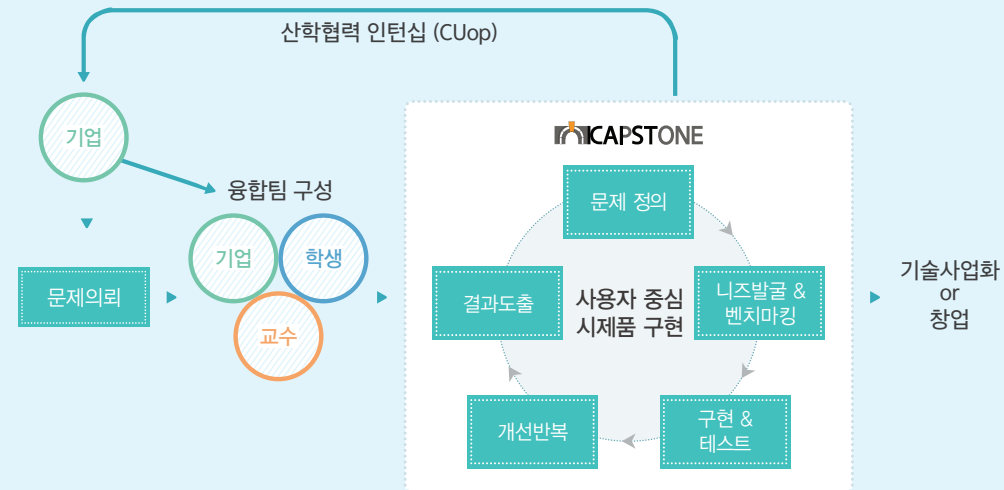 산학협력 인턴십 (CUop)
기업
융합팀 구성
기업
학생
교수
문제의뢰
CAPSTONE
문제 정의
니즈발굴 &
벤치마킹
구현 &
테스트
개선반복
결과도출
사용자 중심
시제품 구현
기술사업화
or
창업